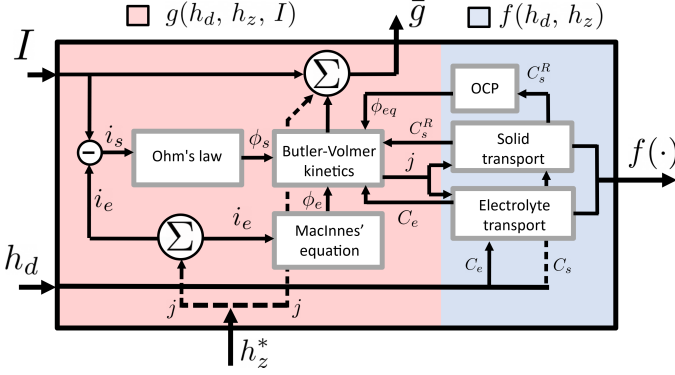 g(h_d, h_z, I)
f(h_d, h_z)
ḡ
I
Σ
C_s^R
OCP
ϕ_eq
−
i_s
Ohm's law
ϕ_s
Butler-Volmer
kinetics
C_s^R
j
Solid
transport
f(·)
i_e
ϕ_e
C_e
Σ
i_e
MacInnes'
equation
Electrolyte
transport
h_d
C_e
C_s
j
j
h_z^*